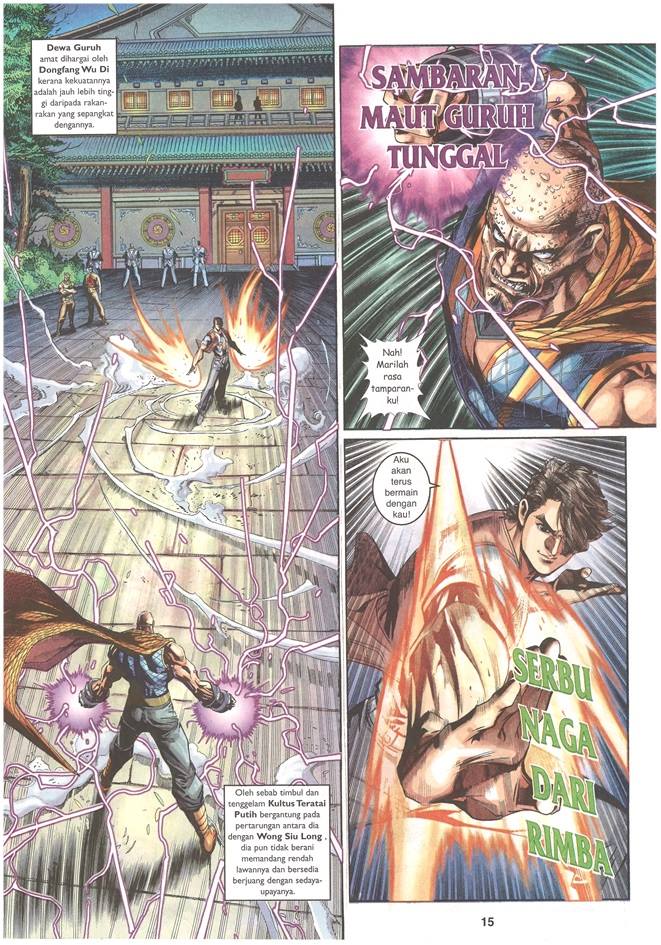 Dewa Guruh
amat dihargai oleh
Dongfang Wu Di
kerana kekuatannya
adalah jauh lebih ting-
gi daripada rakan-
rakan yang sepangkat
dengannya.
Oleh sebab timbul dan
tenggelam Kultus Teratai
Putih bergantung pada
pertarungan antara dia
dengan Wong Siu Long ,
dia pun tidak berani
memandang rendah
lawannya dan bersedia
berjuang dengan sedaya-
upayanya.
SAMBARAN
MAUT GURUH
TUNGGAL
Nah!
Marilah
rasa
tamparan-
ku!
Aku
akan
terus
bermain
dengan
kau!
SERBU
NAGA
DARI
RIMBA
15